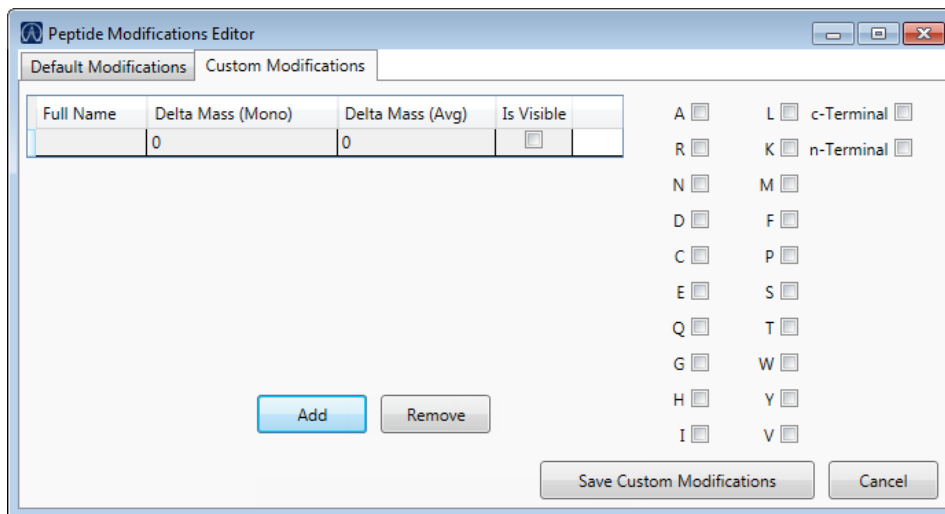 Peptide Modifications Editor
Default Modifications Custom Modifications
Full Name Delta Mass (Mono) Delta Mass (Avg) Is Visible
0 0
A L c-Terminal
R K n-Terminal
N M
D F
C P
E S
Q T
G W
H Y
I V
Add Remove
Save Custom Modifications Cancel